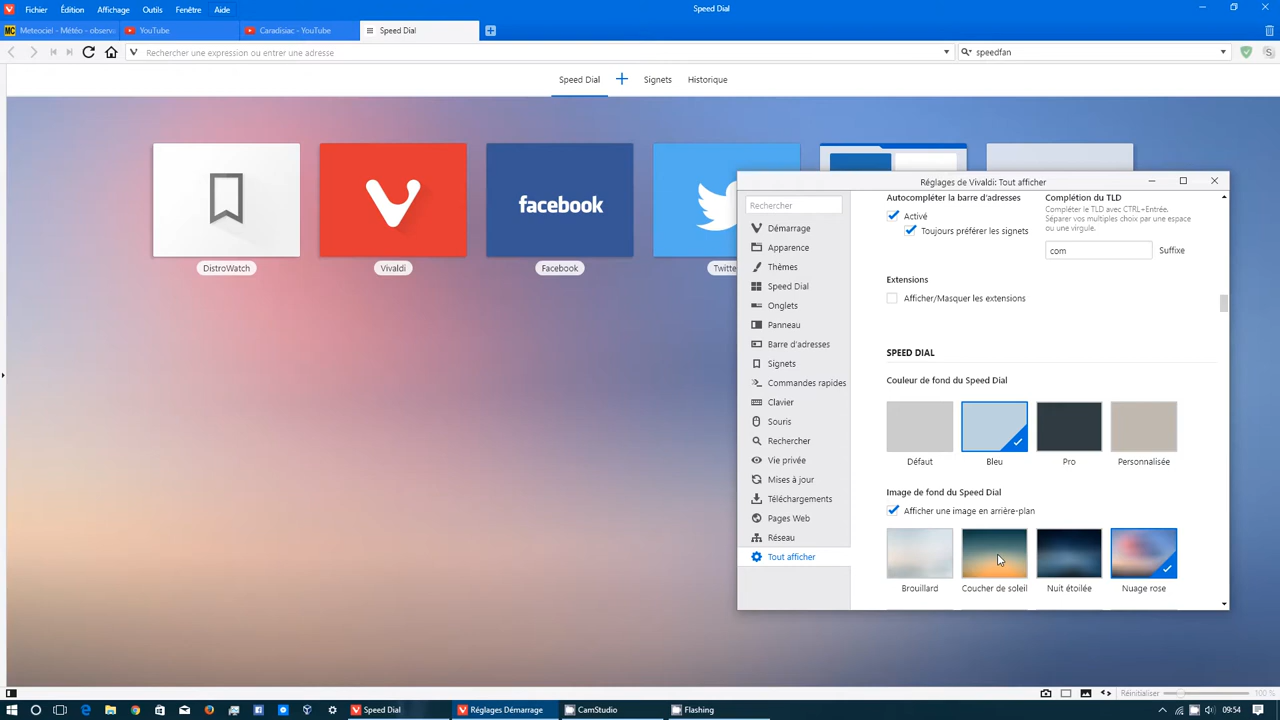 Fichier Édition Affichage Outils Fenêtre Aide
Speed Dial
MC Meteociel - Météo - observa
YouTube
Caradisiac - YouTube
Speed Dial
Rechercher une expression ou entrer une adresse
speedfan
S
Speed Dial
Signets
Historique
facebook
DistroWatch
Vivaldi
Facebook
Réglages de Vivaldi: Tout afficher
Rechercher
Démarrage
Apparence
Thèmes
Speed Dial
Onglets
Panneau
Barre d'adresses
Signets
Commandes rapides
Clavier
Souris
Rechercher
Vie privée
Mises à jour
Téléchargements
Pages Web
Réseau
Tout afficher
Autocompléter la barre d'adresses
Activé
Toujours préférer les signets
Complétion du TLD
Compléter le TLD avec CTRL+Entrée.
Séparer vos multiples choix par une espace
ou une virgule.
com
Suffixe
Extensions
Afficher/Masquer les extensions
SPEED DIAL
Couleur de fond du Speed Dial
Défaut
Bleu
Pro
Personnalisée
Image de fond du Speed Dial
Afficher une image en arrière-plan
Brouillard
Coucher de soleil
Nuit étoilée
Nuage rose
Réinitialiser
100 %
Speed Dial
Réglages Démarrage
CamStudio
Flashing
09:54